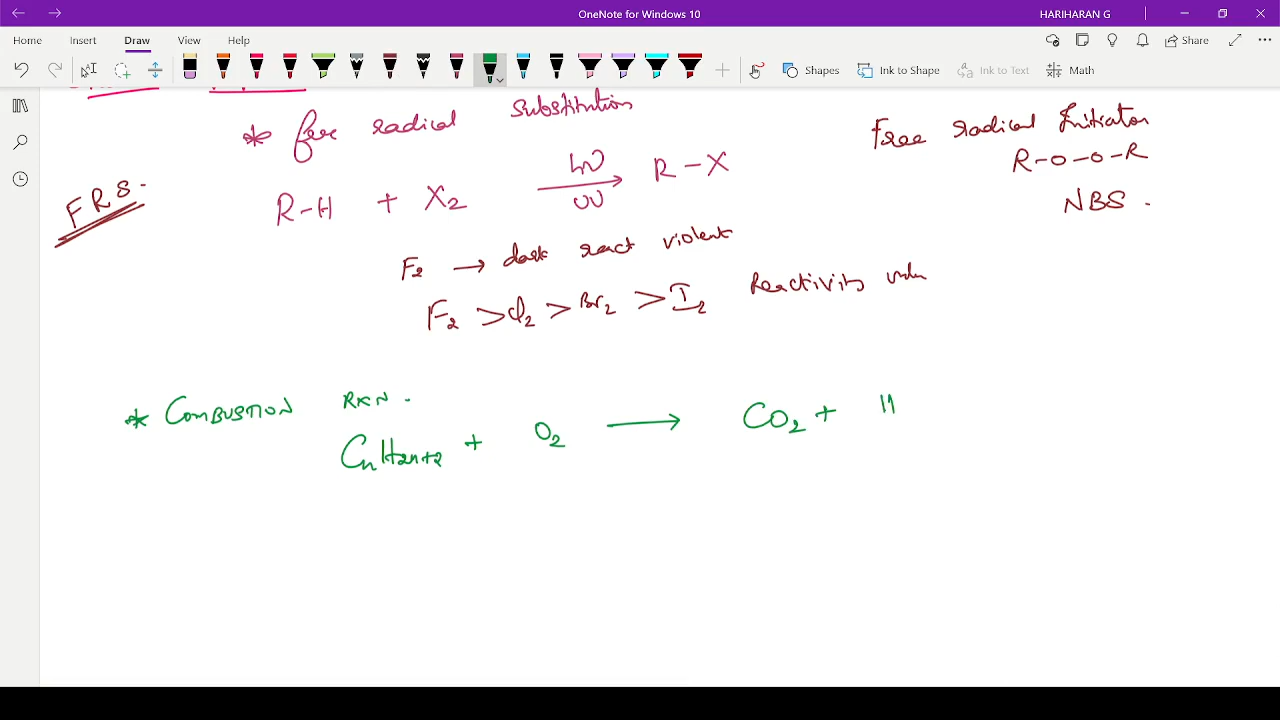 OneNote for Windows 10
HARIHARAN G
Home Insert Draw View Help
Share
Shapes Ink to Shape Ink to Text Math
* free radical substitution
Free radical Initiator
R-O-O-R
NBS.
FRS.
R-H + X2 hν UV R-X
F2 → dark react violent
F2 > Cl2 > Br2 > I2 Reactivity
* COMBUSTION RXN.
CnH2n+2 + O2 → CO2 +